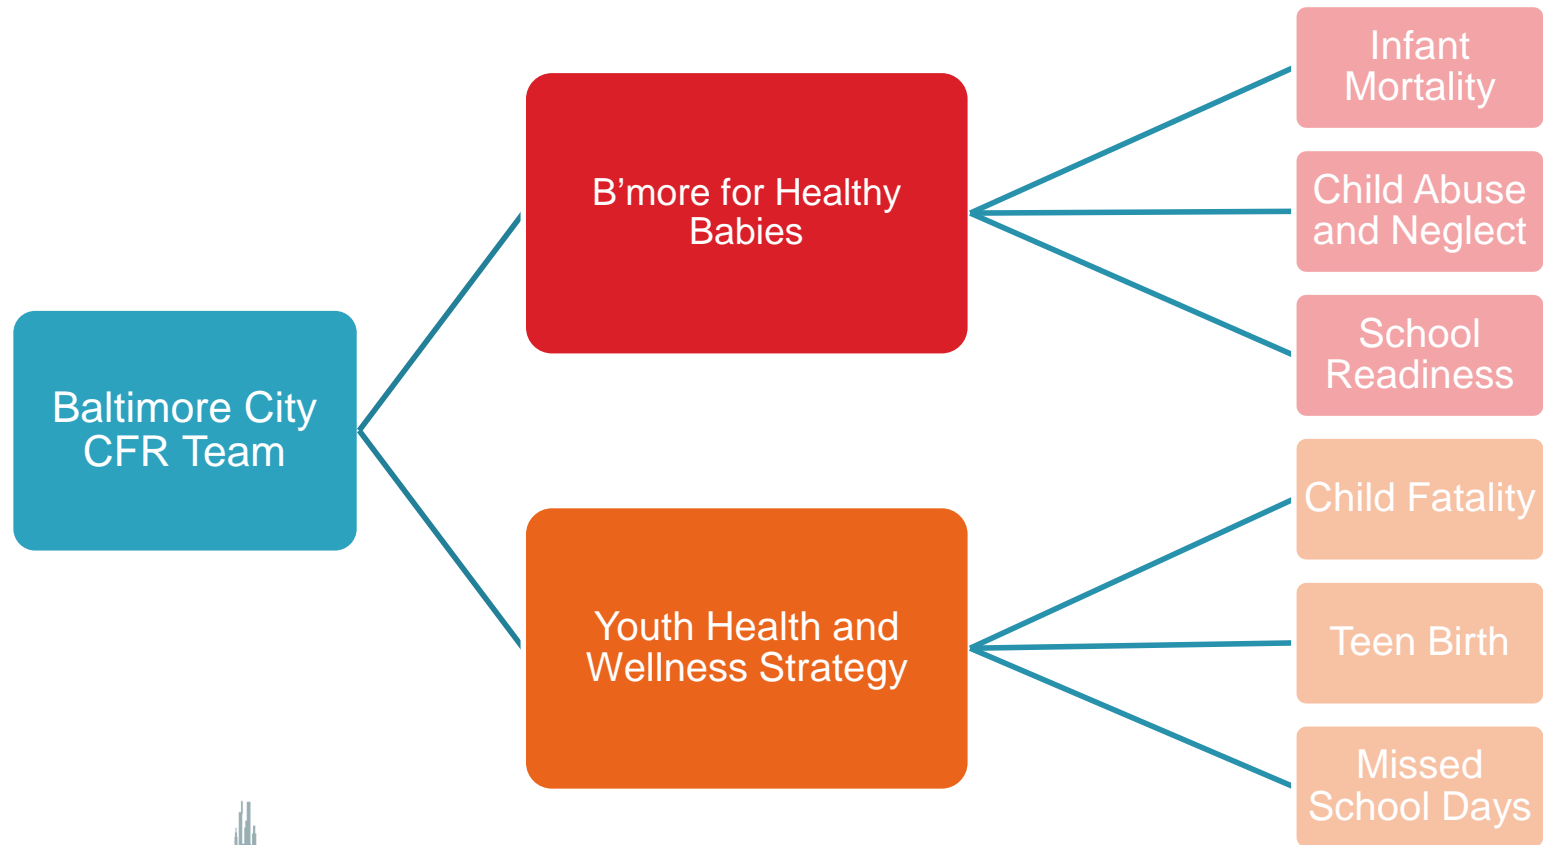 Baltimore City
CFR Team
B’more for Healthy
Babies
Youth Health and
Wellness Strategy
Infant
Mortality
Child Abuse
and Neglect
School
Readiness
Child Fatality
Teen Birth
Missed
School Days